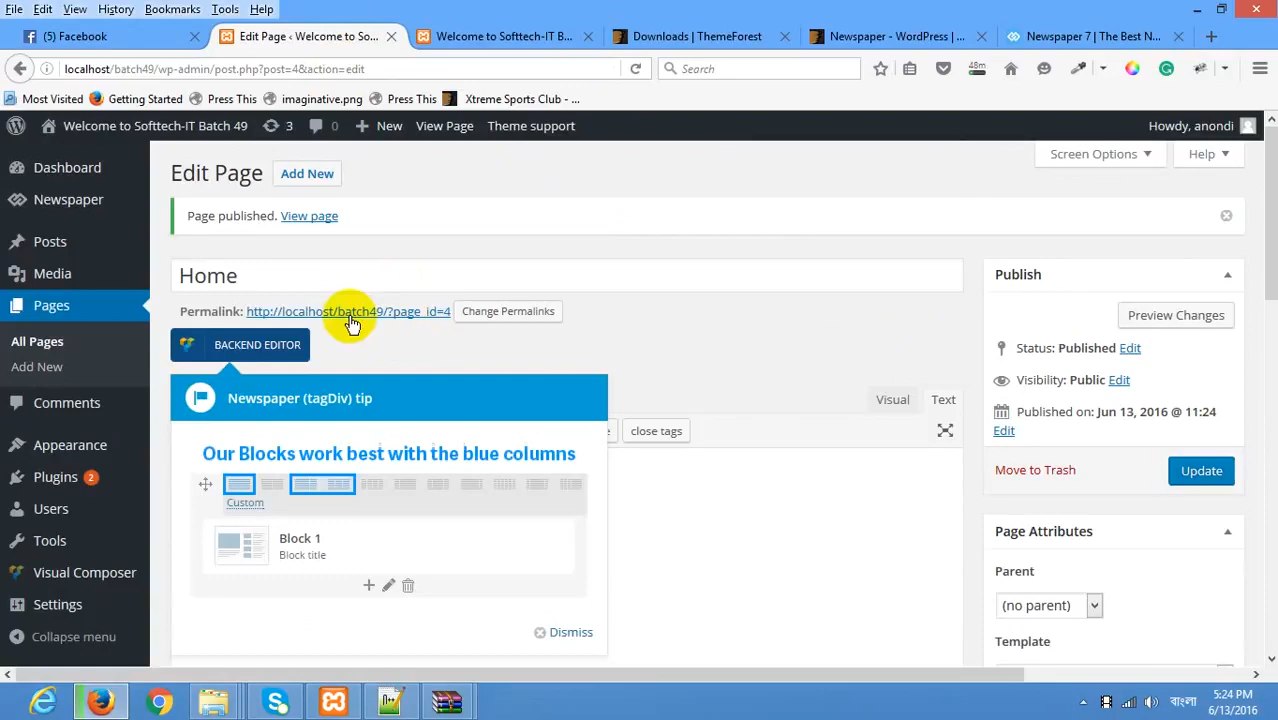 File Edit View History Bookmarks Tools Help
(5) Facebook
Edit Page ‹ Welcome to So...
Welcome to Softtech-IT B...
Downloads | ThemeForest
Newspaper - WordPress | ...
Newspaper 7 | The Best N...
localhost/batch49/wp-admin/post.php?post=4&action=edit
Search
48m
Most Visited Getting Started Press This imaginative.png Press This Xtreme Sports Club - ...
Welcome to Softtech-IT Batch 49 3 0 New View Page Theme support Howdy, anondi
Screen Options Help
Dashboard
Newspaper
Posts
Media
Pages
All Pages
Add New
Comments
Appearance
Plugins 2
Users
Tools
Visual Composer
Settings
Collapse menu
Edit Page Add New
Page published. View page
Home
Permalink: http://localhost/batch49/?page_id=4 Change Permalinks
BACKEND EDITOR
Newspaper (tagDiv) tip
Our Blocks work best with the blue columns
Custom
Block 1
Block title
Dismiss
Visual Text
e close tags
Publish
Preview Changes
Status: Published Edit
Visibility: Public Edit
Published on: Jun 13, 2016 @ 11:24
Edit
Move to Trash Update
Page Attributes
Parent
(no parent)
Template
বাংলা
5:24 PM
6/13/2016